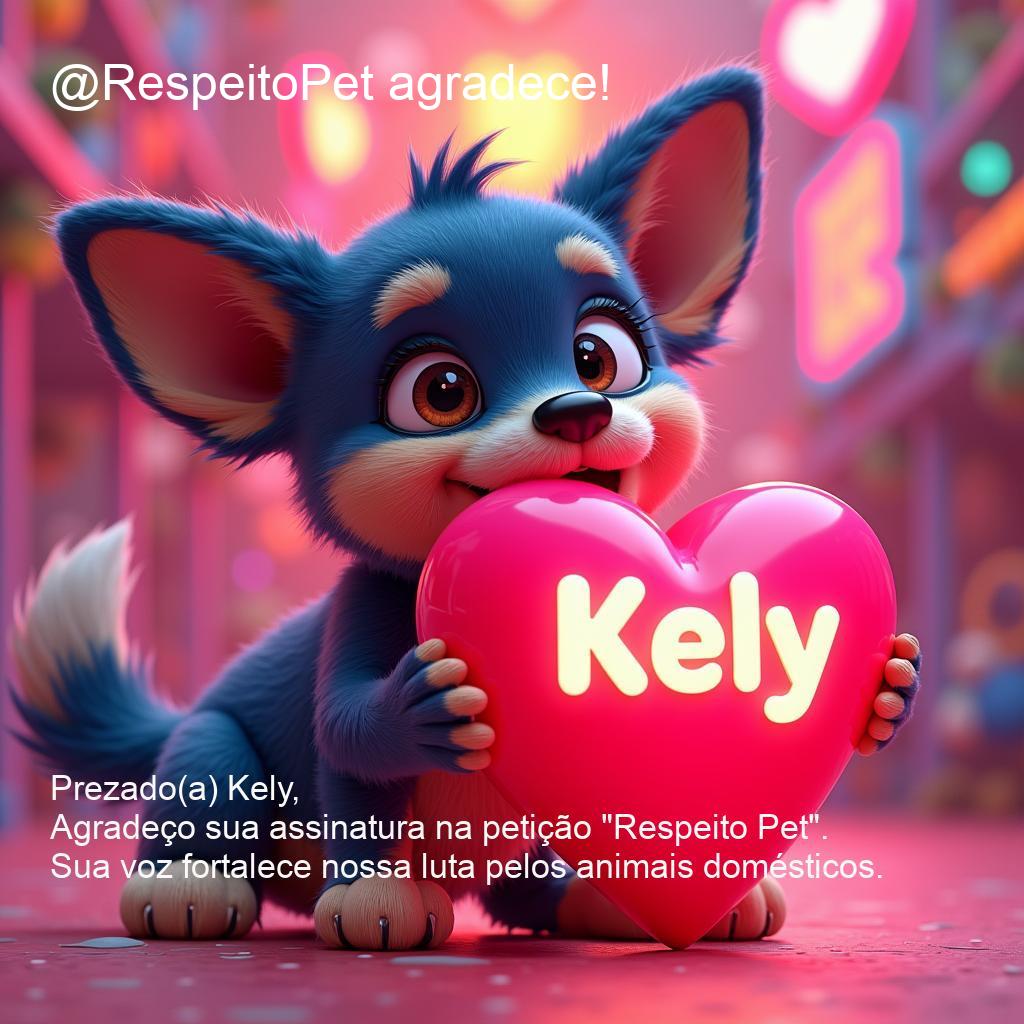 @RespeitoPet agradece!
Kely
Prezado(a) Kely,
Agradeço sua assinatura na petição "Respeito Pet".
Sua voz fortalece nossa luta pelos animais domésticos.